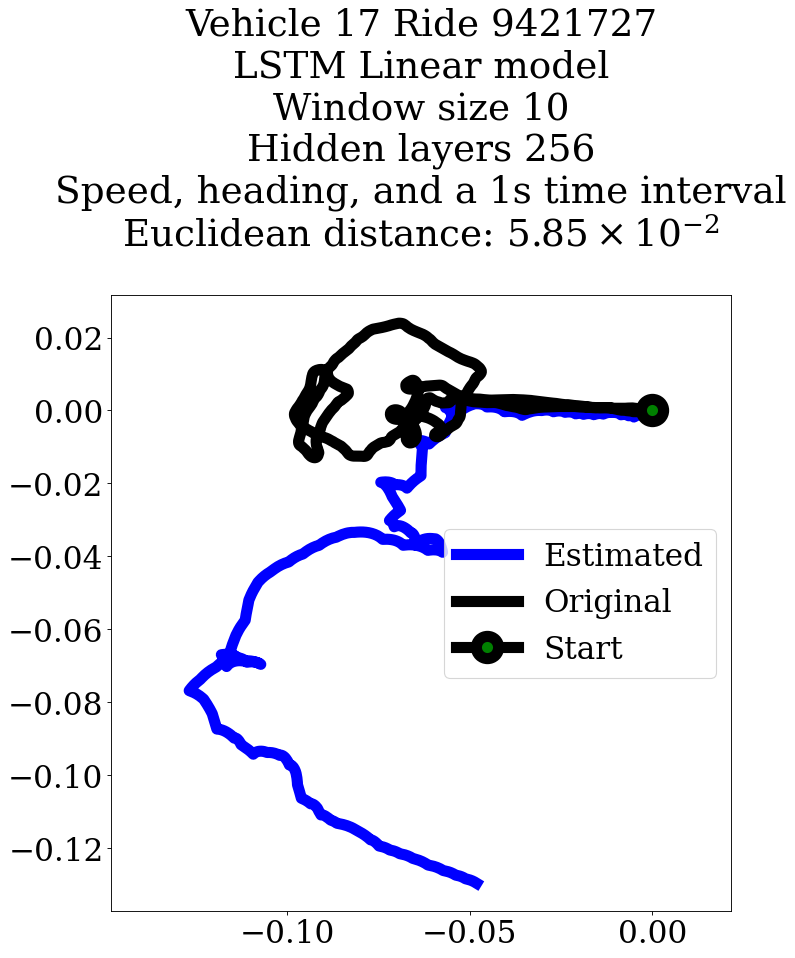 Vehicle 17 Ride 9421727
LSTM Linear model
Window size 10
Hidden layers 256
Speed, heading, and a 1s time interval
Euclidean distance: 5.85 × 10⁻²
0.02
0.00
−0.02
−0.04
−0.06
−0.08
−0.10
−0.12
Estimated
Original
Start
−0.10 −0.05 0.00